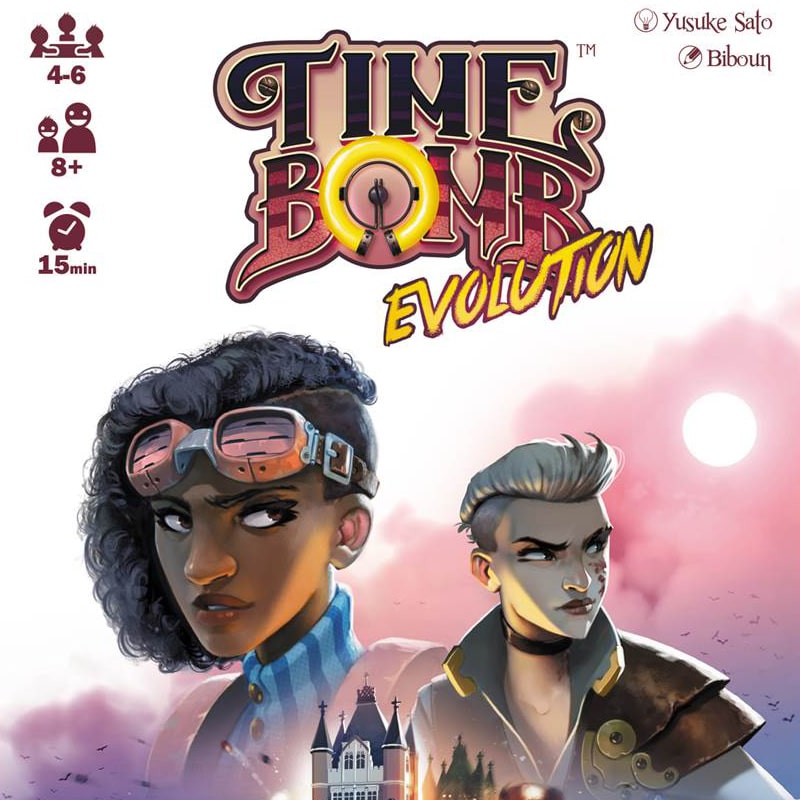 4-6
8+
15min
TIME
BOMB
EVOLUTION
™
Yusuke Sato
Biboun